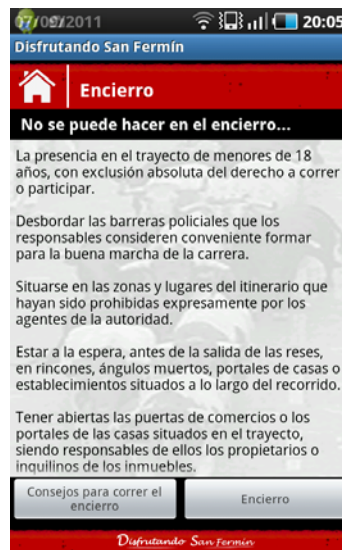 07/09/2011 20:05
Disfrutando San Fermín
Encierro
No se puede hacer en el encierro...
La presencia en el trayecto de menores de 18
años, con exclusión absoluta del derecho a correr
o participar.
Desbordar las barreras policiales que los
responsables consideren conveniente formar
para la buena marcha de la carrera.
Situarse en las zonas y lugares del itinerario que
hayan sido prohibidas expresamente por los
agentes de la autoridad.
Estar a la espera, antes de la salida de las reses,
en rincones, ángulos muertos, portales de casas o
establecimientos situados a lo largo del recorrido.
Tener abiertas las puertas de comercios o los
portales de las casas situados en el trayecto,
siendo responsables de ellos los propietarios o
inquilinos de los inmuebles.
Consejos para correr el
encierro
Encierro
Disfrutando San Fermín